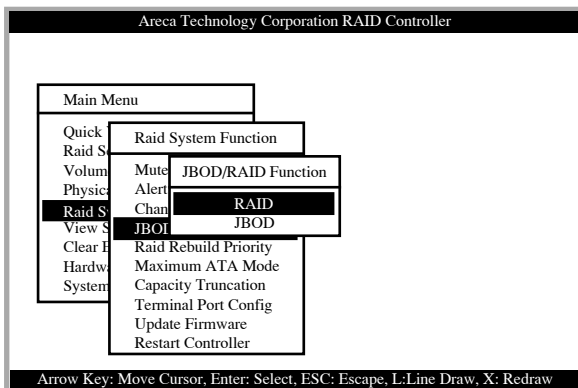 Areca Technology Corporation RAID Controller
Main Menu
Quick
Raid System Function
Raid S
Volum
Mute
JBOD/RAID Function
Physic
Alert
Raid S
Chan
RAID
View S
JBOD
Clear E
Raid Rebuild Priority
Hardw
Maximum ATA Mode
System
Capacity Truncation
Terminal Port Config
Update Firmware
Restart Controller
Arrow Key: Move Cursor, Enter: Select, ESC: Escape, L:Line Draw, X: Redraw